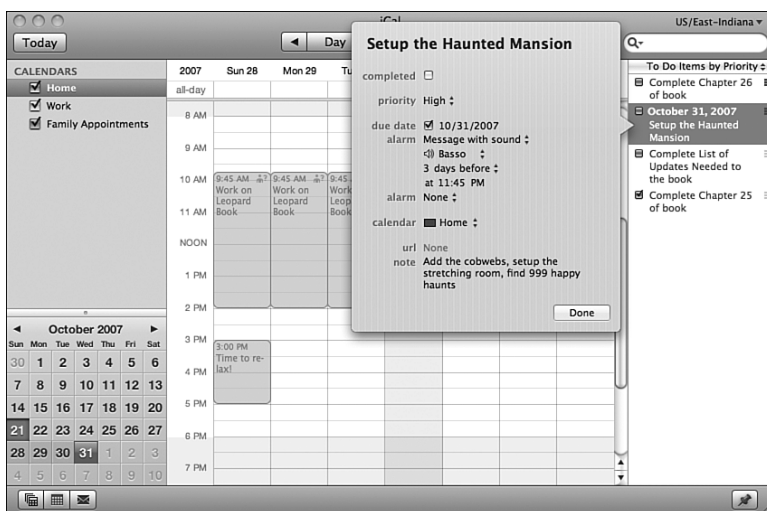 iCal
US/East-Indiana
Today
Day
CALENDARS
Home
Work
Family Appointments
2007 Sun 28 Mon 29
all-day
8 AM
9 AM
10 AM
11 AM
NOON
1 PM
2 PM
3 PM
4 PM
5 PM
6 PM
7 PM
9:45 AM
Work on
Leopard
Book
9:45 AM
Work on
Leopard
Book
9:45
Work
Leop
Book
3:00 PM
Time to re-
lax!
October 2007
Sun Mon Tue Wed Thu Fri Sat
30 1 2 3 4 5 6
7 8 9 10 11 12 13
14 15 16 17 18 19 20
21 22 23 24 25 26 27
28 29 30 31 1 2 3
4 5 6 7 8 9 10
Setup the Haunted Mansion
completed
priority High
due date 10/31/2007
alarm Message with sound
Basso
3 days before
at 11:45 PM
alarm None
calendar Home
url None
note Add the cobwebs, setup the
stretching room, find 999 happy
haunts
Done
To Do Items by Priority
Complete Chapter 26
of book
October 31, 2007
Setup the Haunted
Mansion
Complete List of
Updates Needed to
the book
Complete Chapter 25
of book